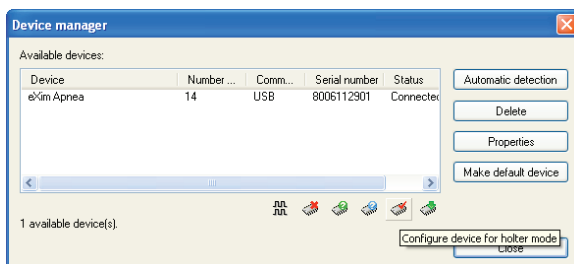 Device manager
Available devices:
Device Number ... Comm... Serial number Status
eXim Apnea 14 USB 8006112901 Connected
Automatic detection
Delete
Properties
Make default device
1 available device(s).
Configure device for holter mode
Close